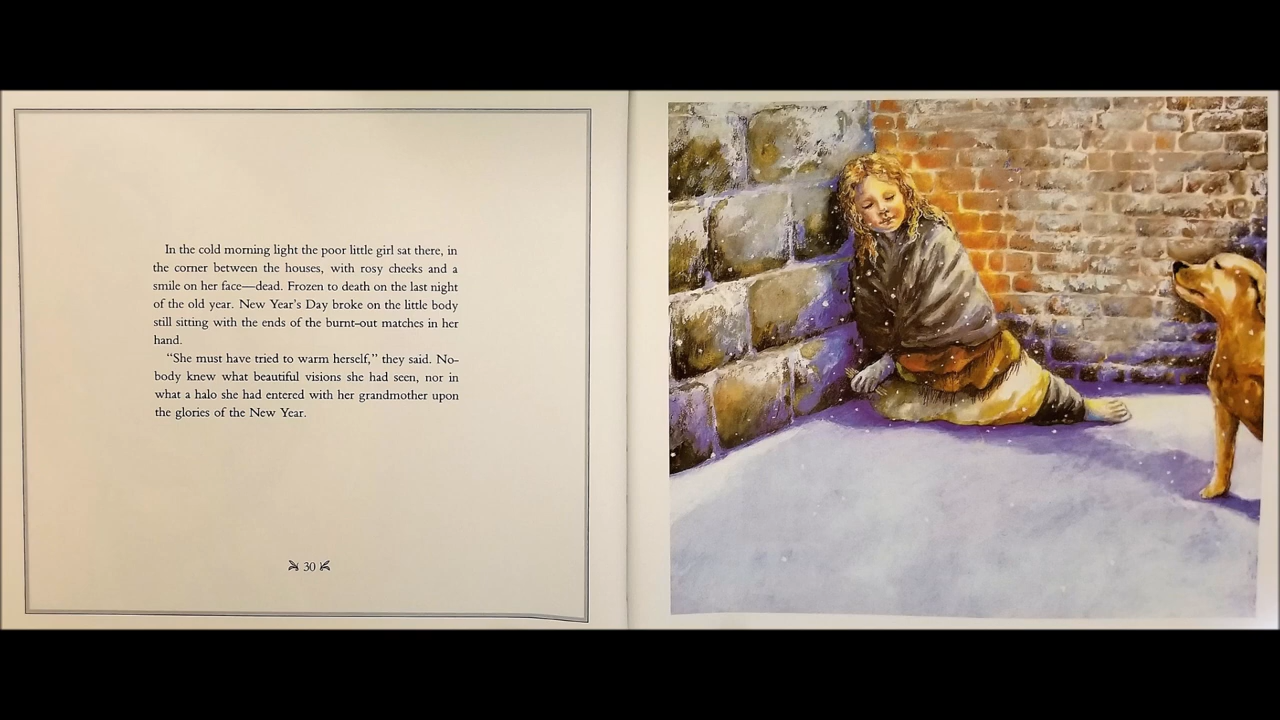 In the cold morning light the poor little girl sat there, in
the corner between the houses, with rosy cheeks and a
smile on her face—dead. Frozen to death on the last night
of the old year. New Year's Day broke on the little body
still sitting with the ends of the burnt-out matches in her
hand.
“She must have tried to warm herself,” they said. No-
body knew what beautiful visions she had seen, nor in
what a halo she had entered with her grandmother upon
the glories of the New Year.
30